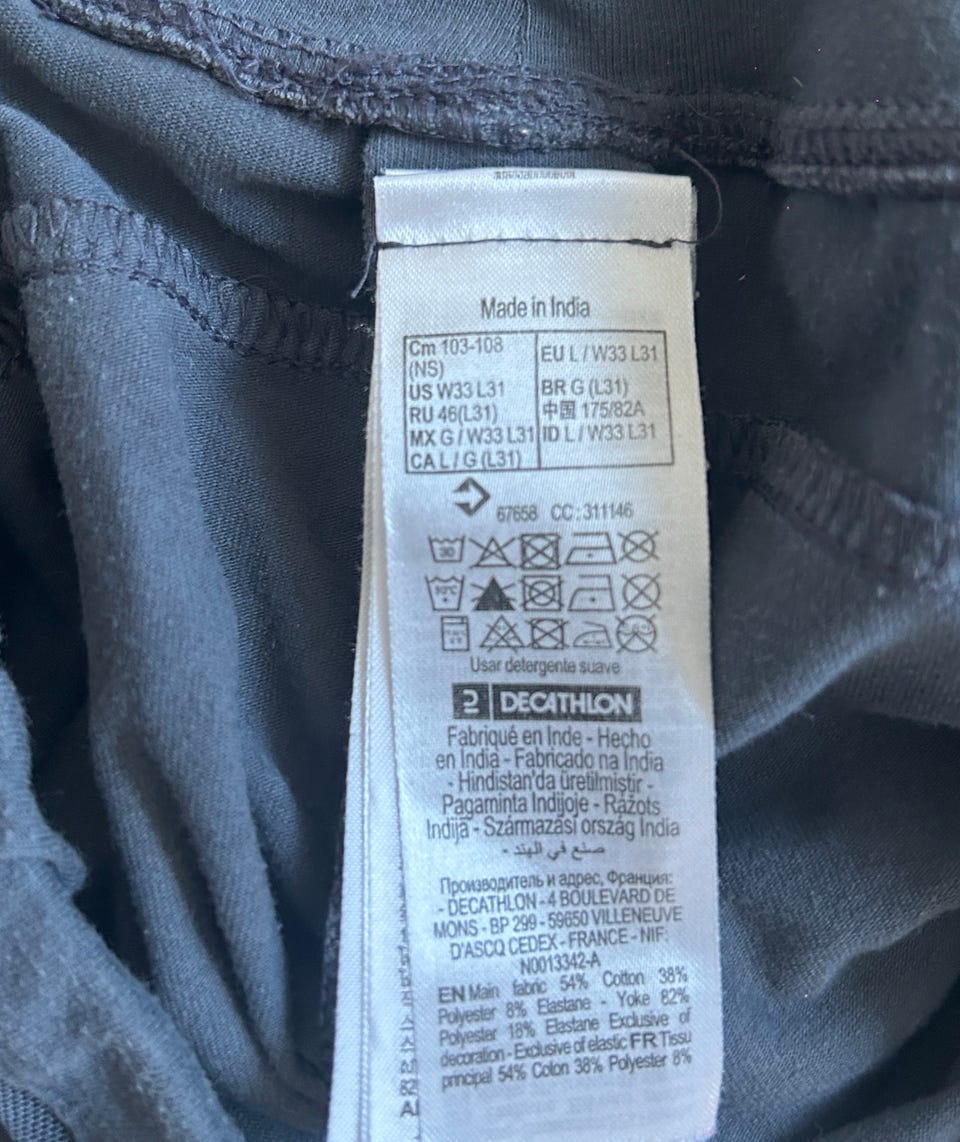 Made in India
Cm 103-108
(NS)
US W33 L31
RU 46(L31)
MX G / W33 L31
CA L / G (L31)
EU L / W33 L31
BR G (L31)
中国 175/82A
ID L / W33 L31
67658 CC : 311146
30
Usar detergente suave
DECATHLON
Fabriqué en Inde - Hecho
en India - Fabricado na India
- Hindistan'da üretilmiştir -
Pagaminta Indijoje - Ražots
Indijā - Származási ország India
صنع في الهند -
Производитель и адрес, Франция:
- DECATHLON - 4 BOULEVARD DE
MONS - BP 299 - 59650 VILLENEUVE
D'ASCQ CEDEX - FRANCE - NIF:
N0013342-A
EN Main fabric 54% Cotton 38%
Polyester 8% Elastane - Yoke 82%
Polyester 18% Elastane Exclusive of
decoration - Exclusive of elastic FR Tissu
principal 54% Coton 38% Polyester 8%